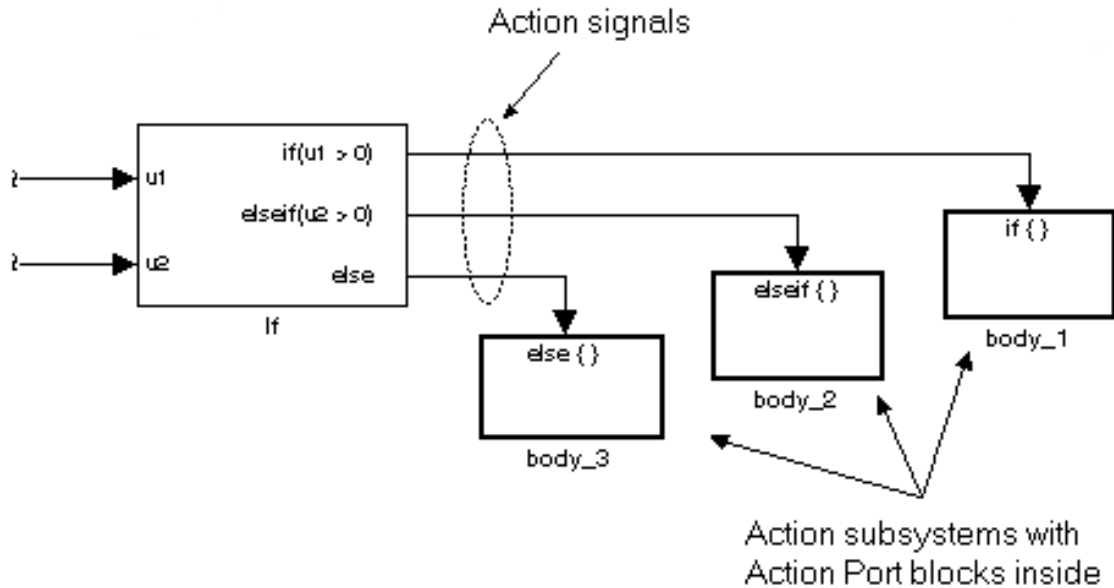 Action signals
if(u1 > 0)
u1
elseif(u2 > 0)
u2
else
If
if { }
body_1
elseif { }
body_2
else { }
body_3
Action subsystems with
Action Port blocks inside